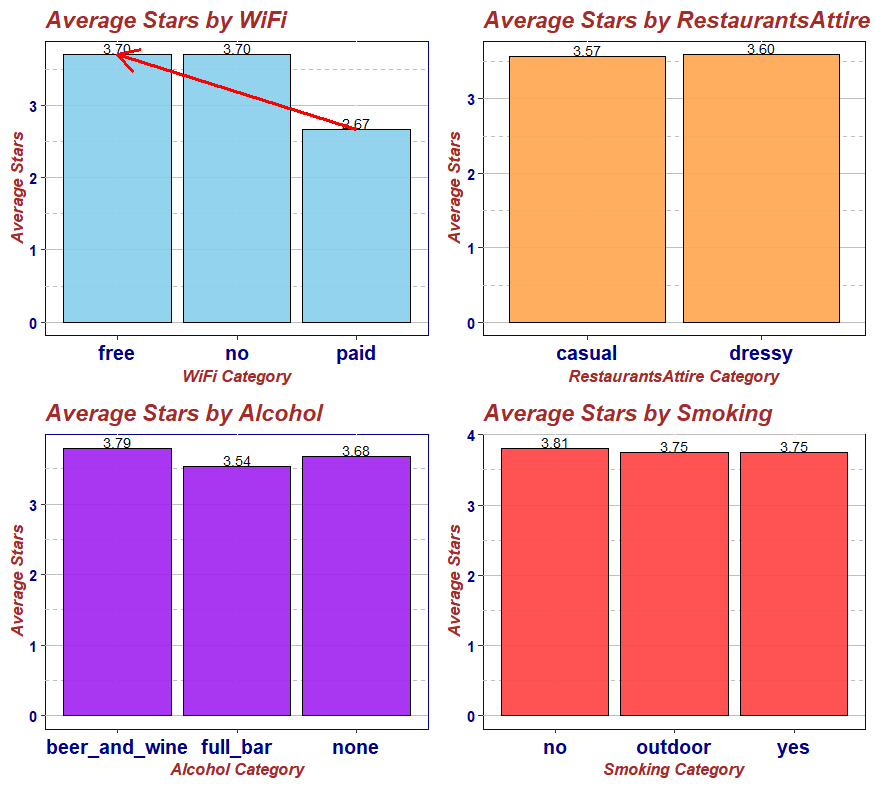 Average Stars by WiFi
3.70
3.70
2.67
3
2
1
0
Average Stars
free
no
paid
WiFi Category
Average Stars by RestaurantsAttire
3.57
3.60
3
2
1
0
Average Stars
casual
dressy
RestaurantsAttire Category
Average Stars by Alcohol
3.79
3.54
3.68
3
2
1
0
Average Stars
beer_and_wine
full_bar
none
Alcohol Category
Average Stars by Smoking
3.81
3.75
3.75
4
3
2
1
0
Average Stars
no
outdoor
yes
Smoking Category